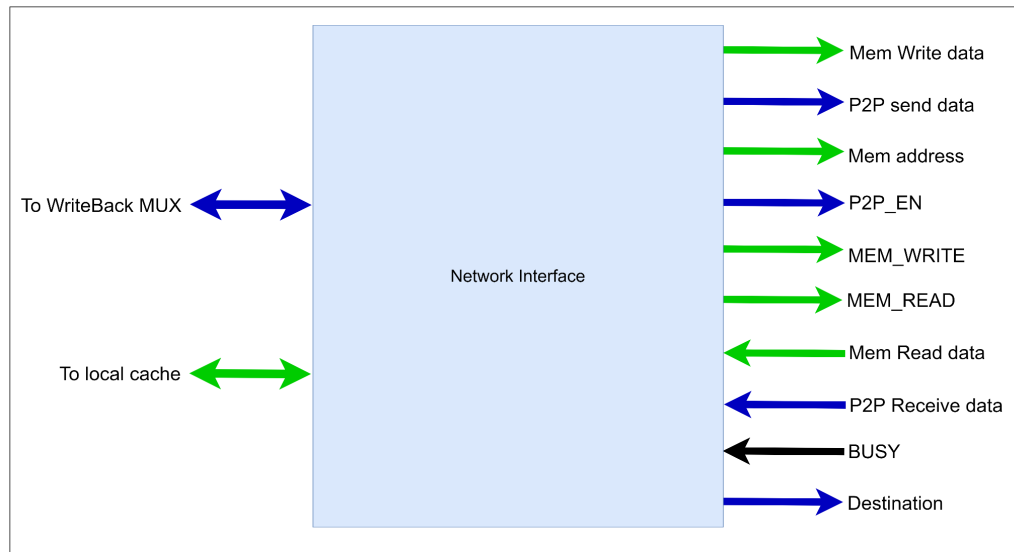 To WriteBack MUX
To local cache
Network Interface
Mem Write data
P2P send data
Mem address
P2P_EN
MEM_WRITE
MEM_READ
Mem Read data
P2P Receive data
BUSY
Destination